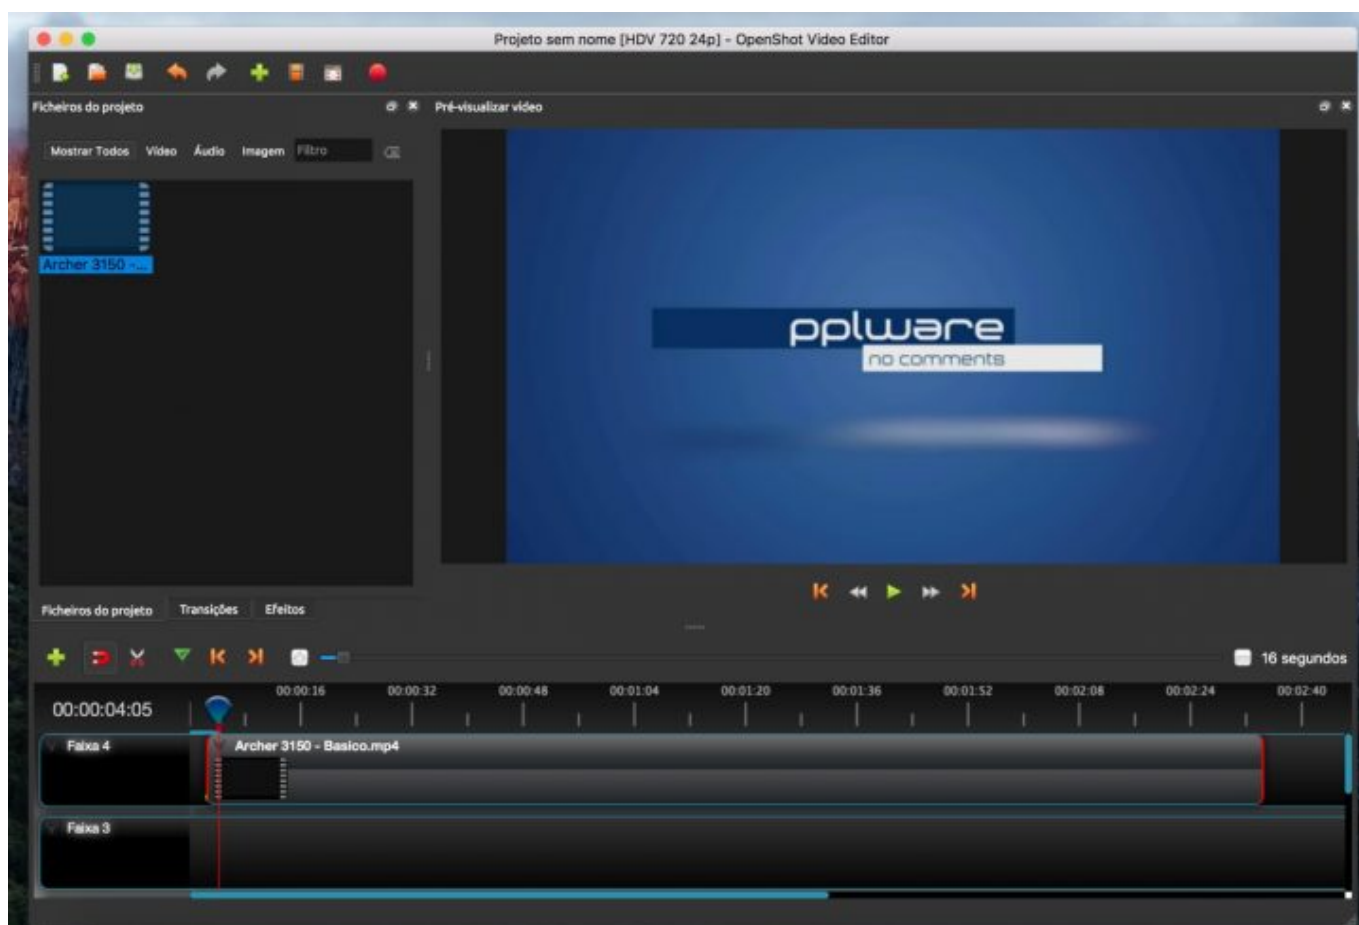 Projeto sem nome [HDV 720 24p] - OpenShot Video Editor
Ficheiros do projeto
Pré-visualizar vídeo
Mostrar Todos Vídeo Áudio Imagem Filtro
Archer 3150 -...
pplware
no comments
Ficheiros do projeto Transições Efeitos
16 segundos
00:00:04:05
00:00:16 00:00:32 00:00:48 00:01:04 00:01:20 00:01:36 00:01:52 00:02:08 00:02:24 00:02:40
Faixa 4
Archer 3150 - Basico.mp4
Faixa 3